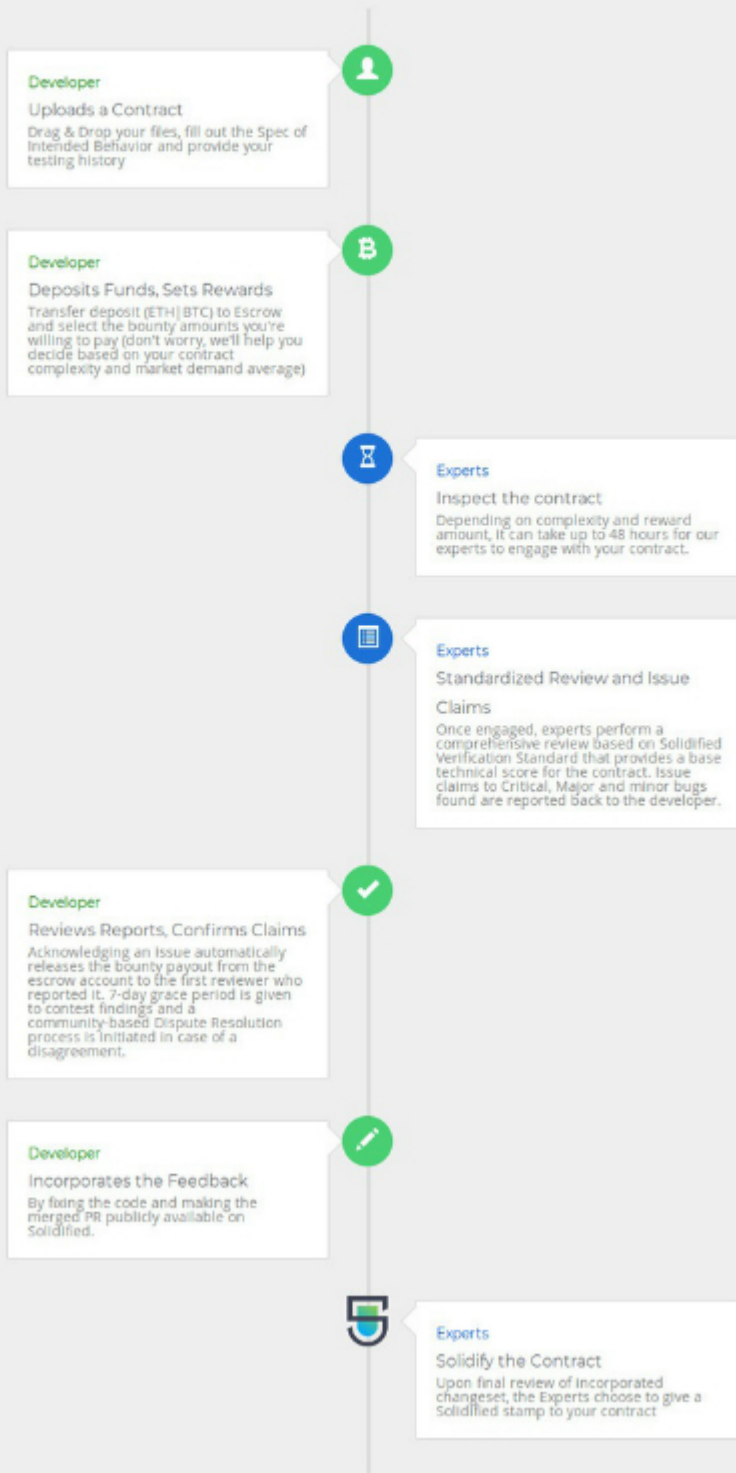 Developer
Uploads a Contract
Drag & Drop your files, fill out the Spec of
Intended Behavior and provide your
testing history
Developer
Deposits Funds, Sets Rewards
Transfer deposit (ETH|BTC) to Escrow
and select the bounty amounts you're
willing to pay (don't worry, we'll help you
decide based on your contract
complexity and market demand average)
Experts
Inspect the contract
Depending on complexity and reward
amount, it can take up to 48 hours for our
experts to engage with your contract.
Experts
Standardized Review and Issue
Claims
Once engaged, experts perform a
comprehensive review based on Solidified
Verification Standard that provides a base
technical score for the contract. Issue
claims to Critical, Major and minor bugs
found are reported back to the developer.
Developer
Reviews Reports, Confirms Claims
Acknowledging an issue automatically
releases the bounty payout from the
escrow account to the first reviewer who
reported it. 7-day grace period is given
to contest findings and a
community-based Dispute Resolution
process is initiated in case of a
disagreement.
Developer
Incorporates the Feedback
By fixing the code and making the
merged PR publicly available on
Solidified.
Experts
Solidify the Contract
Upon final review of incorporated
changeset, the Experts choose to give a
Solidified stamp to your contract